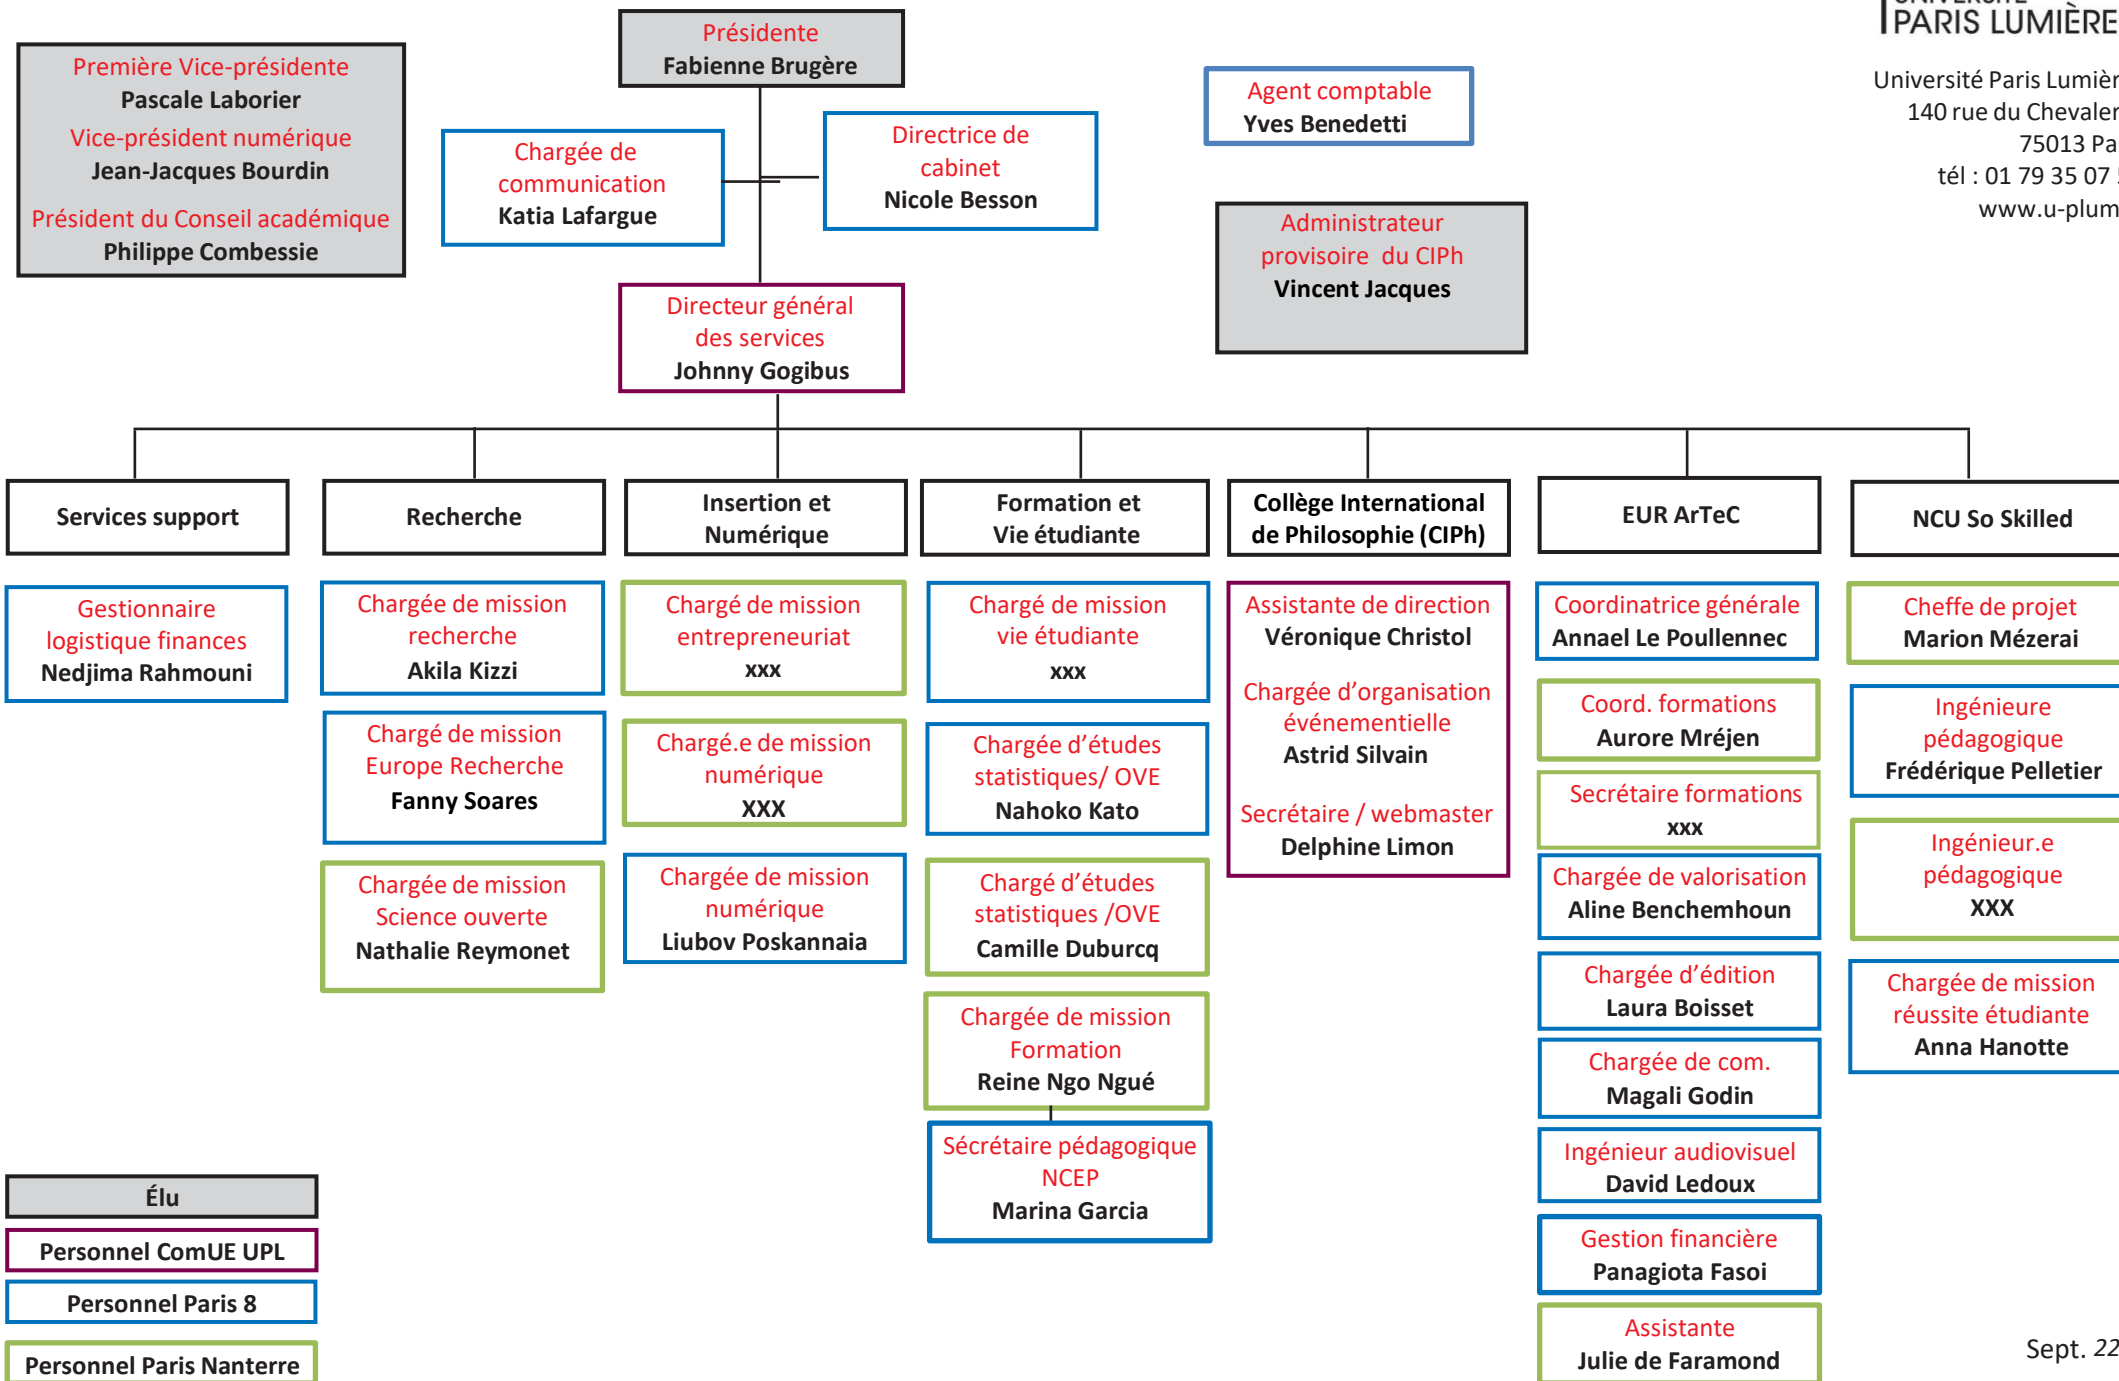 PARIS LUMIÈRE
Université Paris Lumièr
140 rue du Chevaler
75013 Pa
tél : 01 79 35 07
www.u-plum
Présidente
Fabienne Brugère
Première Vice-présidente
Pascale Laborier
Vice-président numérique
Jean-Jacques Bourdin
Président du Conseil académique
Philippe Combessie
Chargée de
communication
Katia Lafargue
Directrice de
cabinet
Nicole Besson
Agent comptable
Yves Benedetti
Administrateur
provisoire du CIPh
Vincent Jacques
Directeur général
des services
Johnny Gogibus
Services support
Gestionnaire
logistique finances
Nedjima Rahmouni
Recherche
Chargée de mission
recherche
Akila Kizzi
Chargé de mission
Europe Recherche
Fanny Soares
Chargée de mission
Science ouverte
Nathalie Reymonet
Insertion et
Numérique
Chargé de mission
entrepreneuriat
xxx
Chargé.e de mission
numérique
XXX
Chargée de mission
numérique
Liubov Poskannaia
Formation et
Vie étudiante
Chargé de mission
vie étudiante
xxx
Chargée d’études
statistiques/ OVE
Nahoko Kato
Chargé d’études
statistiques /OVE
Camille Duburcq
Chargée de mission
Formation
Reine Ngo Ngué
Sécrétaire pédagogique
NCEP
Marina Garcia
Collège International
de Philosophie (CIPh)
Assistante de direction
Véronique Christol
Chargée d’organisation
événementielle
Astrid Silvain
Secrétaire / webmaster
Delphine Limon
EUR ArTeC
Coordinatrice générale
Annael Le Poullennec
Coord. formations
Aurore Mréjen
Secrétaire formations
xxx
Chargée de valorisation
Aline Benchemhoun
Chargée d’édition
Laura Boisset
Chargée de com.
Magali Godin
Ingénieur audiovisuel
David Ledoux
Gestion financière
Panagiota Fasoi
Assistante
Julie de Faramond
NCU So Skilled
Cheffe de projet
Marion Mézerai
Ingénieure
pédagogique
Frédérique Pelletier
Ingénieur.e
pédagogique
XXX
Chargée de mission
réussite étudiante
Anna Hanotte
Élu
Personnel ComUE UPL
Personnel Paris 8
Personnel Paris Nanterre
Sept. 22